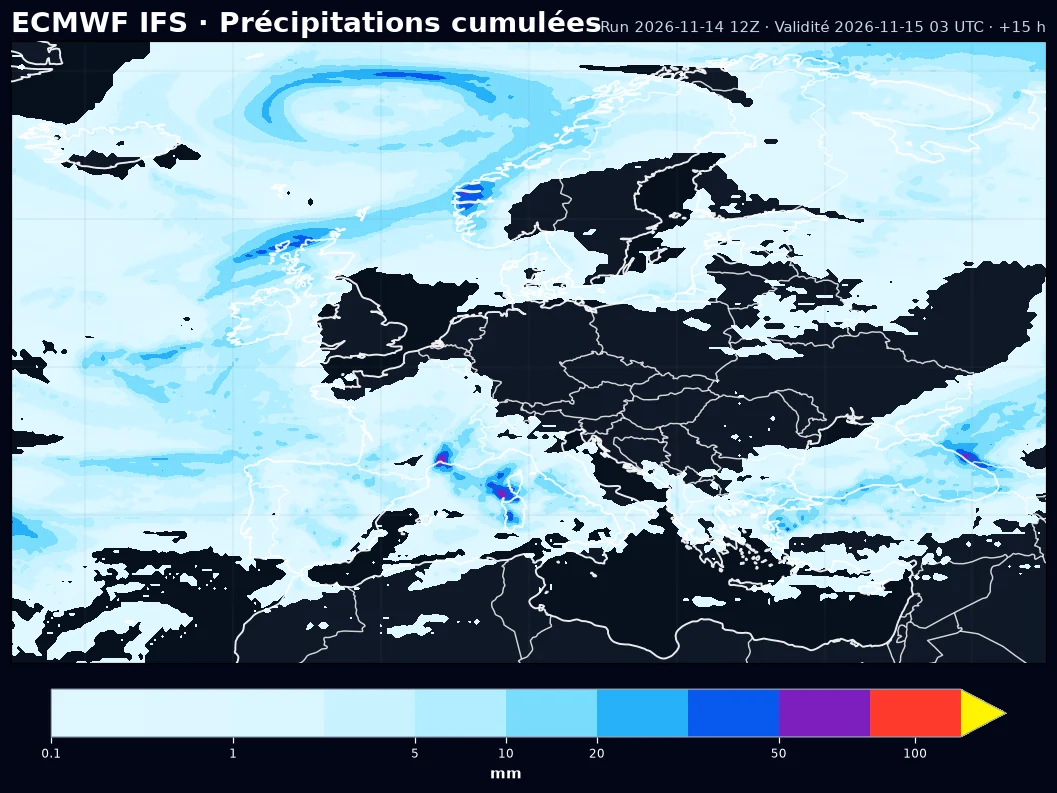 ECMWF IFS · Précipitations cumulées
Run 2026-11-14 12Z · Validité 2026-11-15 03 UTC · +15 h
0.1 1 5 10 20 50 100
mm